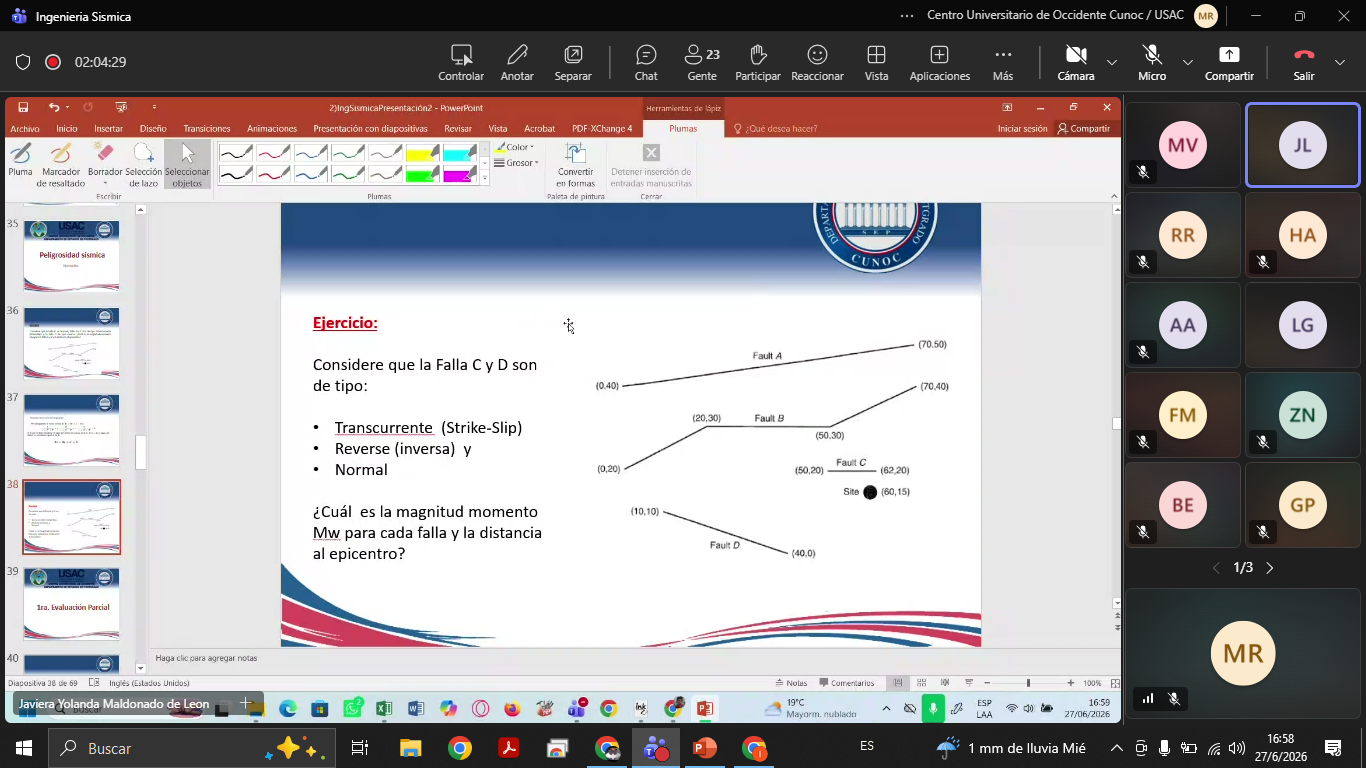 Ingenieria Sismica
Centro Universitario de Occidente Cunoc / USAC
MR
02:04:29
Controlar
Anotar
Separar
Chat
23
Gente
Participar
Reaccionar
Vista
Aplicaciones
Más
Cámara
Micro
Compartir
Salir
2)IngSismicaPresentación2 - PowerPoint
Herramientas de lápiz
Archivo
Inicio
Insertar
Diseño
Transiciones
Animaciones
Presentación con diapositivas
Revisar
Vista
Acrobat
PDF-XChange 4
Plumas
¿Qué desea hacer?
Iniciar sesión
Compartir
Pluma
Marcador de resaltado
Borrador
Selección de lazo
Seleccionar objetos
Color
Grosor
Convertir en formas
Detener inserción de entradas manuscritas
Escribir
Plumas
Paleta de pintura
Cerrar
35
USAC
Peligrosidad sísmica
36
37
38
39
USAC
1ra. Evaluación Parcial
40
SEP
CUNOC
Ejercicio:
Considere que la Falla C y D son
de tipo:
• Transcurrente (Strike-Slip)
• Reverse (inversa) y
• Normal
¿Cuál es la magnitud momento
Mw para cada falla y la distancia
al epicentro?
Fault A
(70.50)
(0,40)
(70,40)
(20,30)
Fault B
(50,30)
(0,20)
Fault C
(50,20)
(62,20)
Site
(60,15)
(10,10)
Fault D
(40,0)
Haga clic para agregar notas
Diapositiva 38 de 69
Inglés (Estados Unidos)
Notas
Comentarios
100%
Javiera Yolanda Maldonado de Leon
19°C
Mayorm. nublado
ESP
LAA
16:59
27/06/2026
MV
JL
RR
HA
AA
LG
FM
ZN
BE
GP
1/3
MR
Buscar
ES
1 mm de lluvia Mié
16:58
27/6/2026